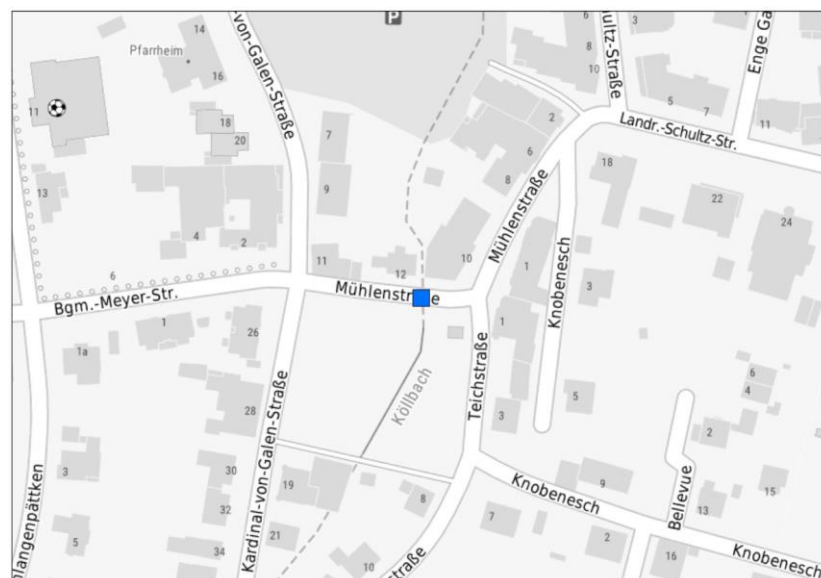 P
6
3
Pfarrheim
14
16
-von-Galen-Straße
8
10
ultz-Straße
Enge Ga
5
7
11
11
18
20
7
2
6
Landr.-Schultz-Str.
13
9
8
18
22
24
4
2
11
12
10
Mühlenstraße
1
Knobenesch
3
6
Bgm.-Meyer-Str.
Mühlenstr
e
1
1a
26
1
Teichstraße
Köllbach
28
Kardinal-von-Galen-Straße
3
5
6
4
2
Bellevue
3
30
32
19
8
Knobenesch
9
15
13
hlangenpättken
5
34
21
10
straße
7
2
16
Knobenesch